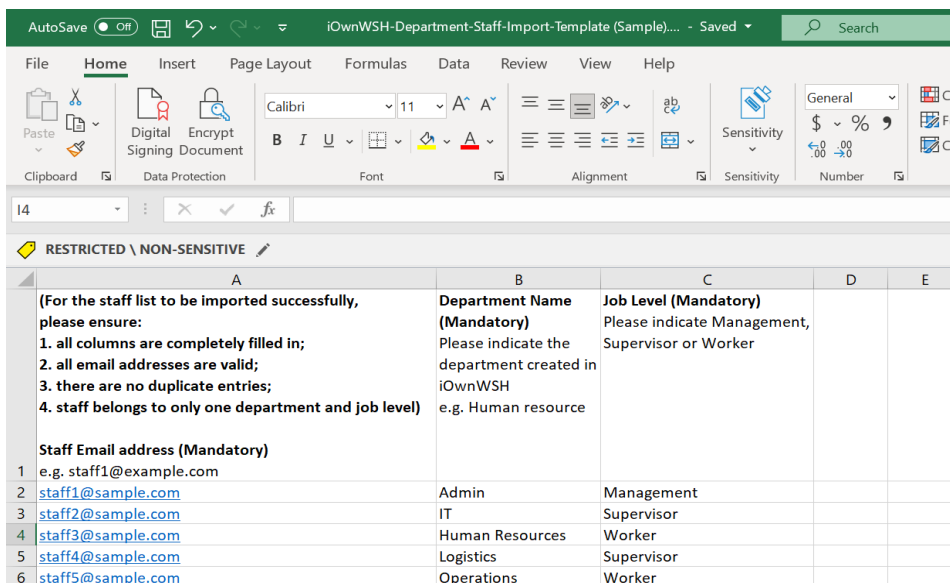 AutoSave Off iOwnWSH-Department-Staff-Import-Template (Sample).... - Saved Search
File Home Insert Page Layout Formulas Data Review View Help
Paste
Digital Signing
Encrypt Document
Calibri 11 A A
B I U A
ab
c
Sensitivity
General
$ % 9
.00 .00
Clipboard Data Protection Font Alignment Sensitivity Number
I4 fx
RESTRICTED \ NON-SENSITIVE
A B C D E
(For the staff list to be imported successfully,
please ensure:
1. all columns are completely filled in;
2. all email addresses are valid;
3. there are no duplicate entries;
4. staff belongs to only one department and job level)
Staff Email address (Mandatory)
1 e.g. staff1@example.com
Department Name
(Mandatory)
Please indicate the
department created in
iOwnWSH
e.g. Human resource
Job Level (Mandatory)
Please indicate Management,
Supervisor or Worker
2 staff1@sample.com Admin Management
3 staff2@sample.com IT Supervisor
4 staff3@sample.com Human Resources Worker
5 staff4@sample.com Logistics Supervisor
6 staff5@sample.com Operations Worker